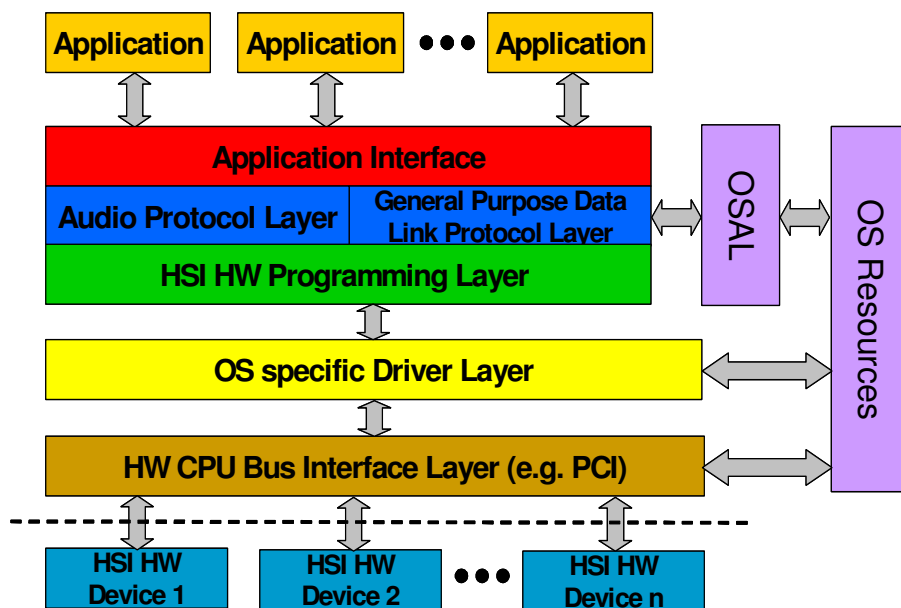 Application
Application
Application
Application Interface
Audio Protocol Layer
General Purpose Data
Link Protocol Layer
HSI HW Programming Layer
OSAL
OS Resources
OS specific Driver Layer
HW CPU Bus Interface Layer (e.g. PCI)
HSI HW
Device 1
HSI HW
Device 2
HSI HW
Device n